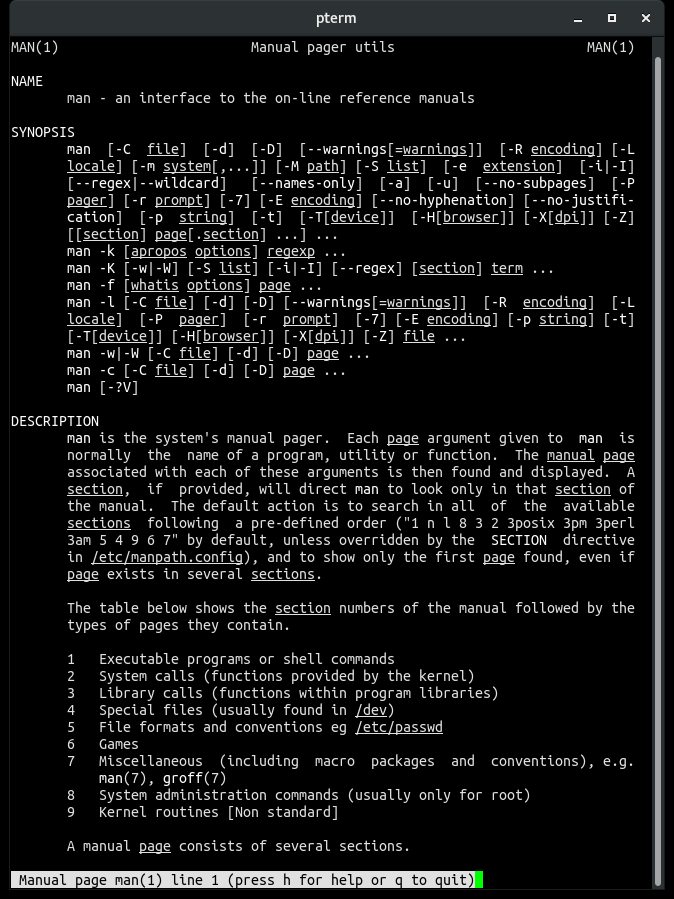 pterm
MAN(1)                        Manual pager utils                        MAN(1)
NAME
       man - an interface to the on-line reference manuals
SYNOPSIS
       man  [-C  file]  [-d]  [-D]  [--warnings[=warnings]]  [-R encoding] [-L
       locale] [-m system[,...]] [-M path] [-S list]  [-e  extension]  [-i|-I]
       [--regex|--wildcard]   [--names-only]  [-a]  [-u]  [--no-subpages]  [-P
       pager] [-r prompt] [-7] [-E encoding] [--no-hyphenation] [--no-justifi-
       cation]  [-p  string]  [-t]  [-T[device]]  [-H[browser]] [-X[dpi]] [-Z]
       [[section] page[.section] ...] ...
       man -k [apropos options] regexp ...
       man -K [-w|-W] [-S list] [-i|-I] [--regex] [section] term ...
       man -f [whatis options] page ...
       man -l [-C file] [-d] [-D] [--warnings[=warnings]]  [-R  encoding]  [-L
       locale]  [-P  pager]  [-r  prompt]  [-7] [-E encoding] [-p string] [-t]
       [-T[device]] [-H[browser]] [-X[dpi]] [-Z] file ...
       man -w|-W [-C file] [-d] [-D] page ...
       man -c [-C file] [-d] [-D] page ...
       man [-?V]
DESCRIPTION
       man is the system's manual pager.  Each page argument given to  man  is
       normally  the  name of a program, utility or function.  The manual page
       associated with each of these arguments is then found and displayed.  A
       section,  if  provided, will direct man to look only in that section of
       the manual.  The default action is to search in all  of  the  available
       sections  following  a pre-defined order ("1 n l 8 3 2 3posix 3pm 3perl
       3am 5 4 9 6 7" by default, unless overridden by the  SECTION  directive
       in /etc/manpath.config), and to show only the first page found, even if
       page exists in several sections.
       The table below shows the section numbers of the manual followed by the
       types of pages they contain.
       1   Executable programs or shell commands
       2   System calls (functions provided by the kernel)
       3   Library calls (functions within program libraries)
       4   Special files (usually found in /dev)
       5   File formats and conventions eg /etc/passwd
       6   Games
       7   Miscellaneous  (including  macro  packages  and  conventions), e.g.
           man(7), groff(7)
       8   System administration commands (usually only for root)
       9   Kernel routines [Non standard]
       A manual page consists of several sections.
 Manual page man(1) line 1 (press h for help or q to quit)